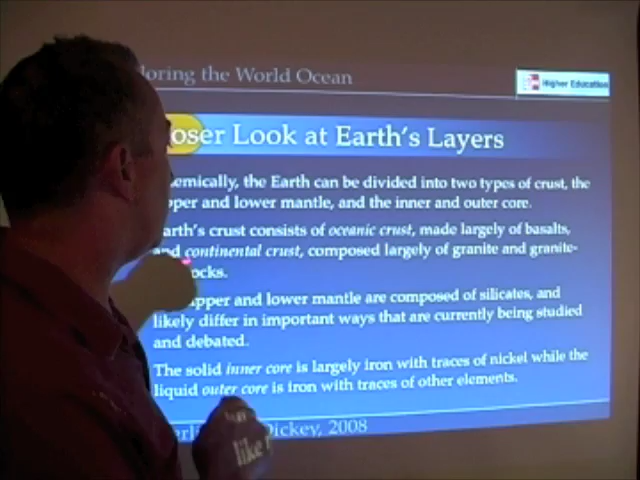 loring the World Ocean
Higher Education
oser Look at Earth's Layers
emically, the Earth can be divided into two types of crust, the
pper and lower mantle, and the inner and outer core.
arth's crust consists of oceanic crust, made largely of basalts,
and continental crust, composed largely of granite and granite-
ocks.
upper and lower mantle are composed of silicates, and
likely differ in important ways that are currently being studied
and debated.
The solid inner core is largely iron with traces of nickel while the
liquid outer core is iron with traces of other elements.
Dickey, 2008
like